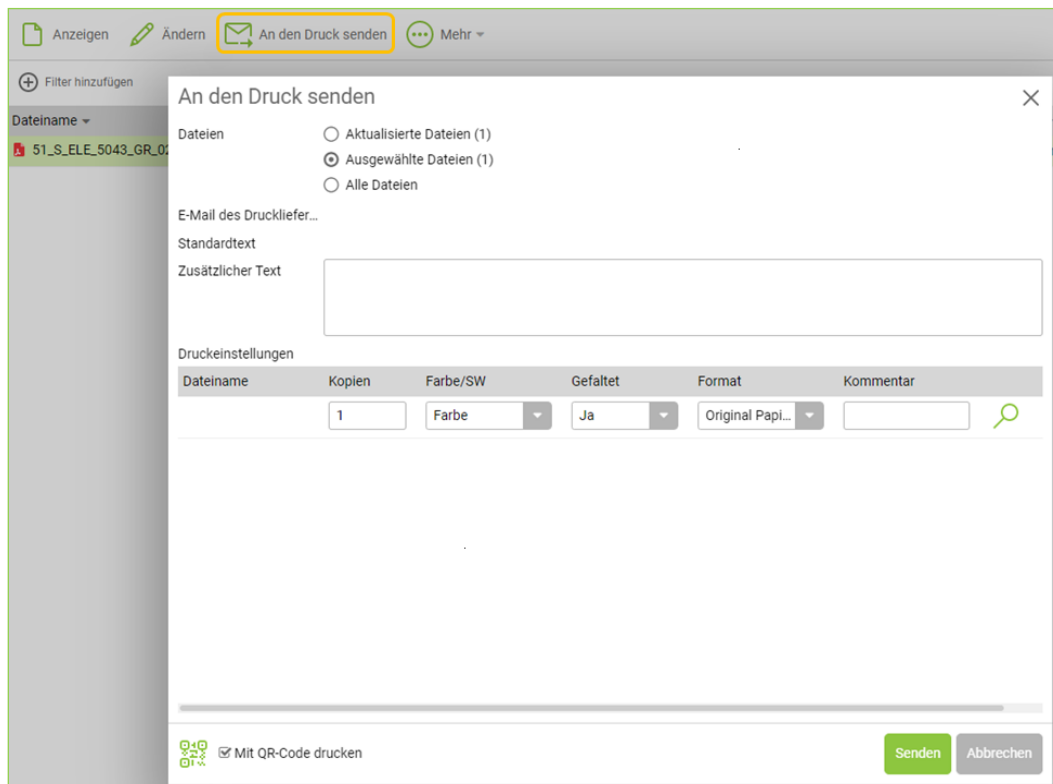 Anzeigen Ändern An den Druck senden Mehr
Filter hinzufügen
An den Druck senden
Dateiname
Dateien Aktualisierte Dateien (1)
51_S_ELE_5043_GR_02
Ausgewählte Dateien (1)
Alle Dateien
E-Mail des Druckliefer...
Standardtext
Zusätzlicher Text
Druckeinstellungen
Dateiname Kopien Farbe/SW Gefaltet Format Kommentar
1 Farbe Ja Original Papi...
Mit QR-Code drucken Senden Abbrechen